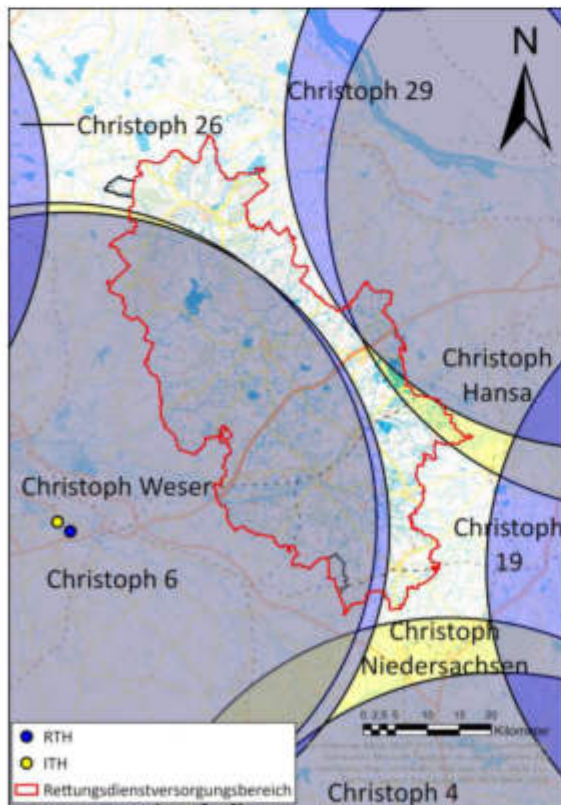 N
Christoph 29
Christoph 26
Christoph
Hansa
Christoph Weser
Christoph
19
Christoph 6
Christoph
Niedersachsen
Kilometer
RTH
ITH
Rettungsdienstversorgungsbereich
Christoph 4